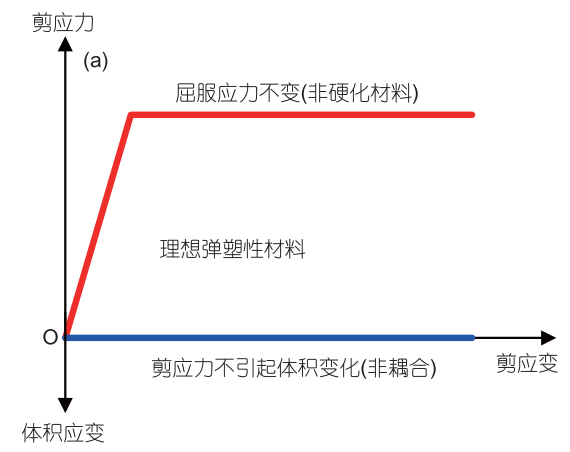 剪应力
(a)
屈服应力不变(非硬化材料)
理想弹塑性材料
O
剪应力不引起体积变化(非耦合)
剪应变
体积应变